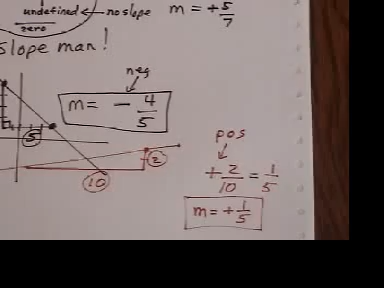 undefined ← no slope
zero
m = + 5/7
Slope man!
neg
m = - 4/5
5
pos
2
+ 2/10 = 1/5
10
m = + 1/5